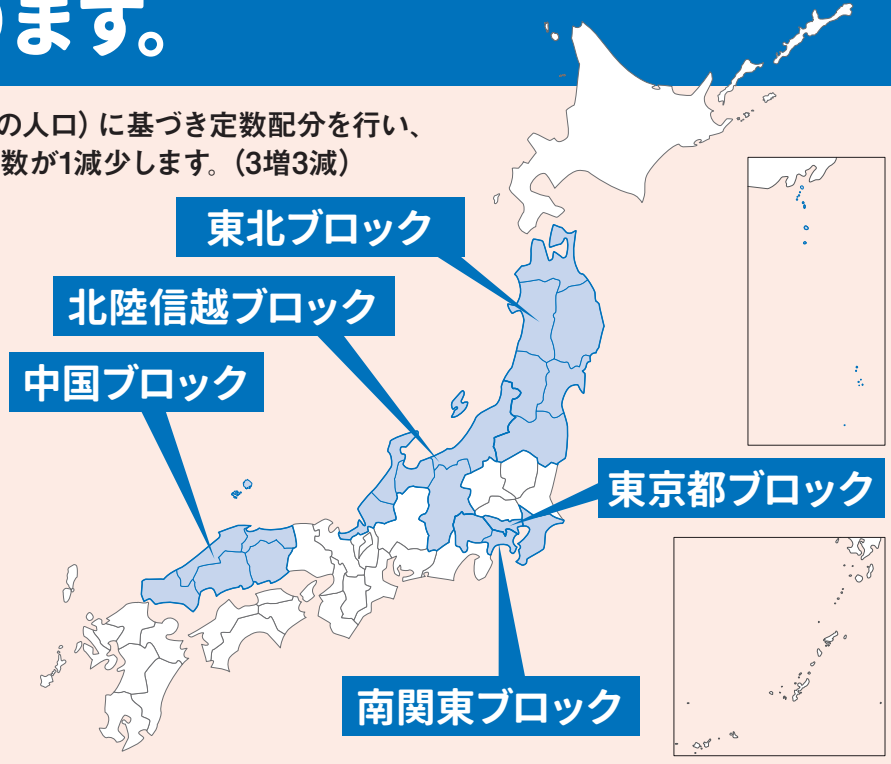 ります。
の人口）に基づき定数配分を行い、
数が1減少します。（3増3減）
東北ブロック
北陸信越ブロック
中国ブロック
東京都ブロック
南関東ブロック